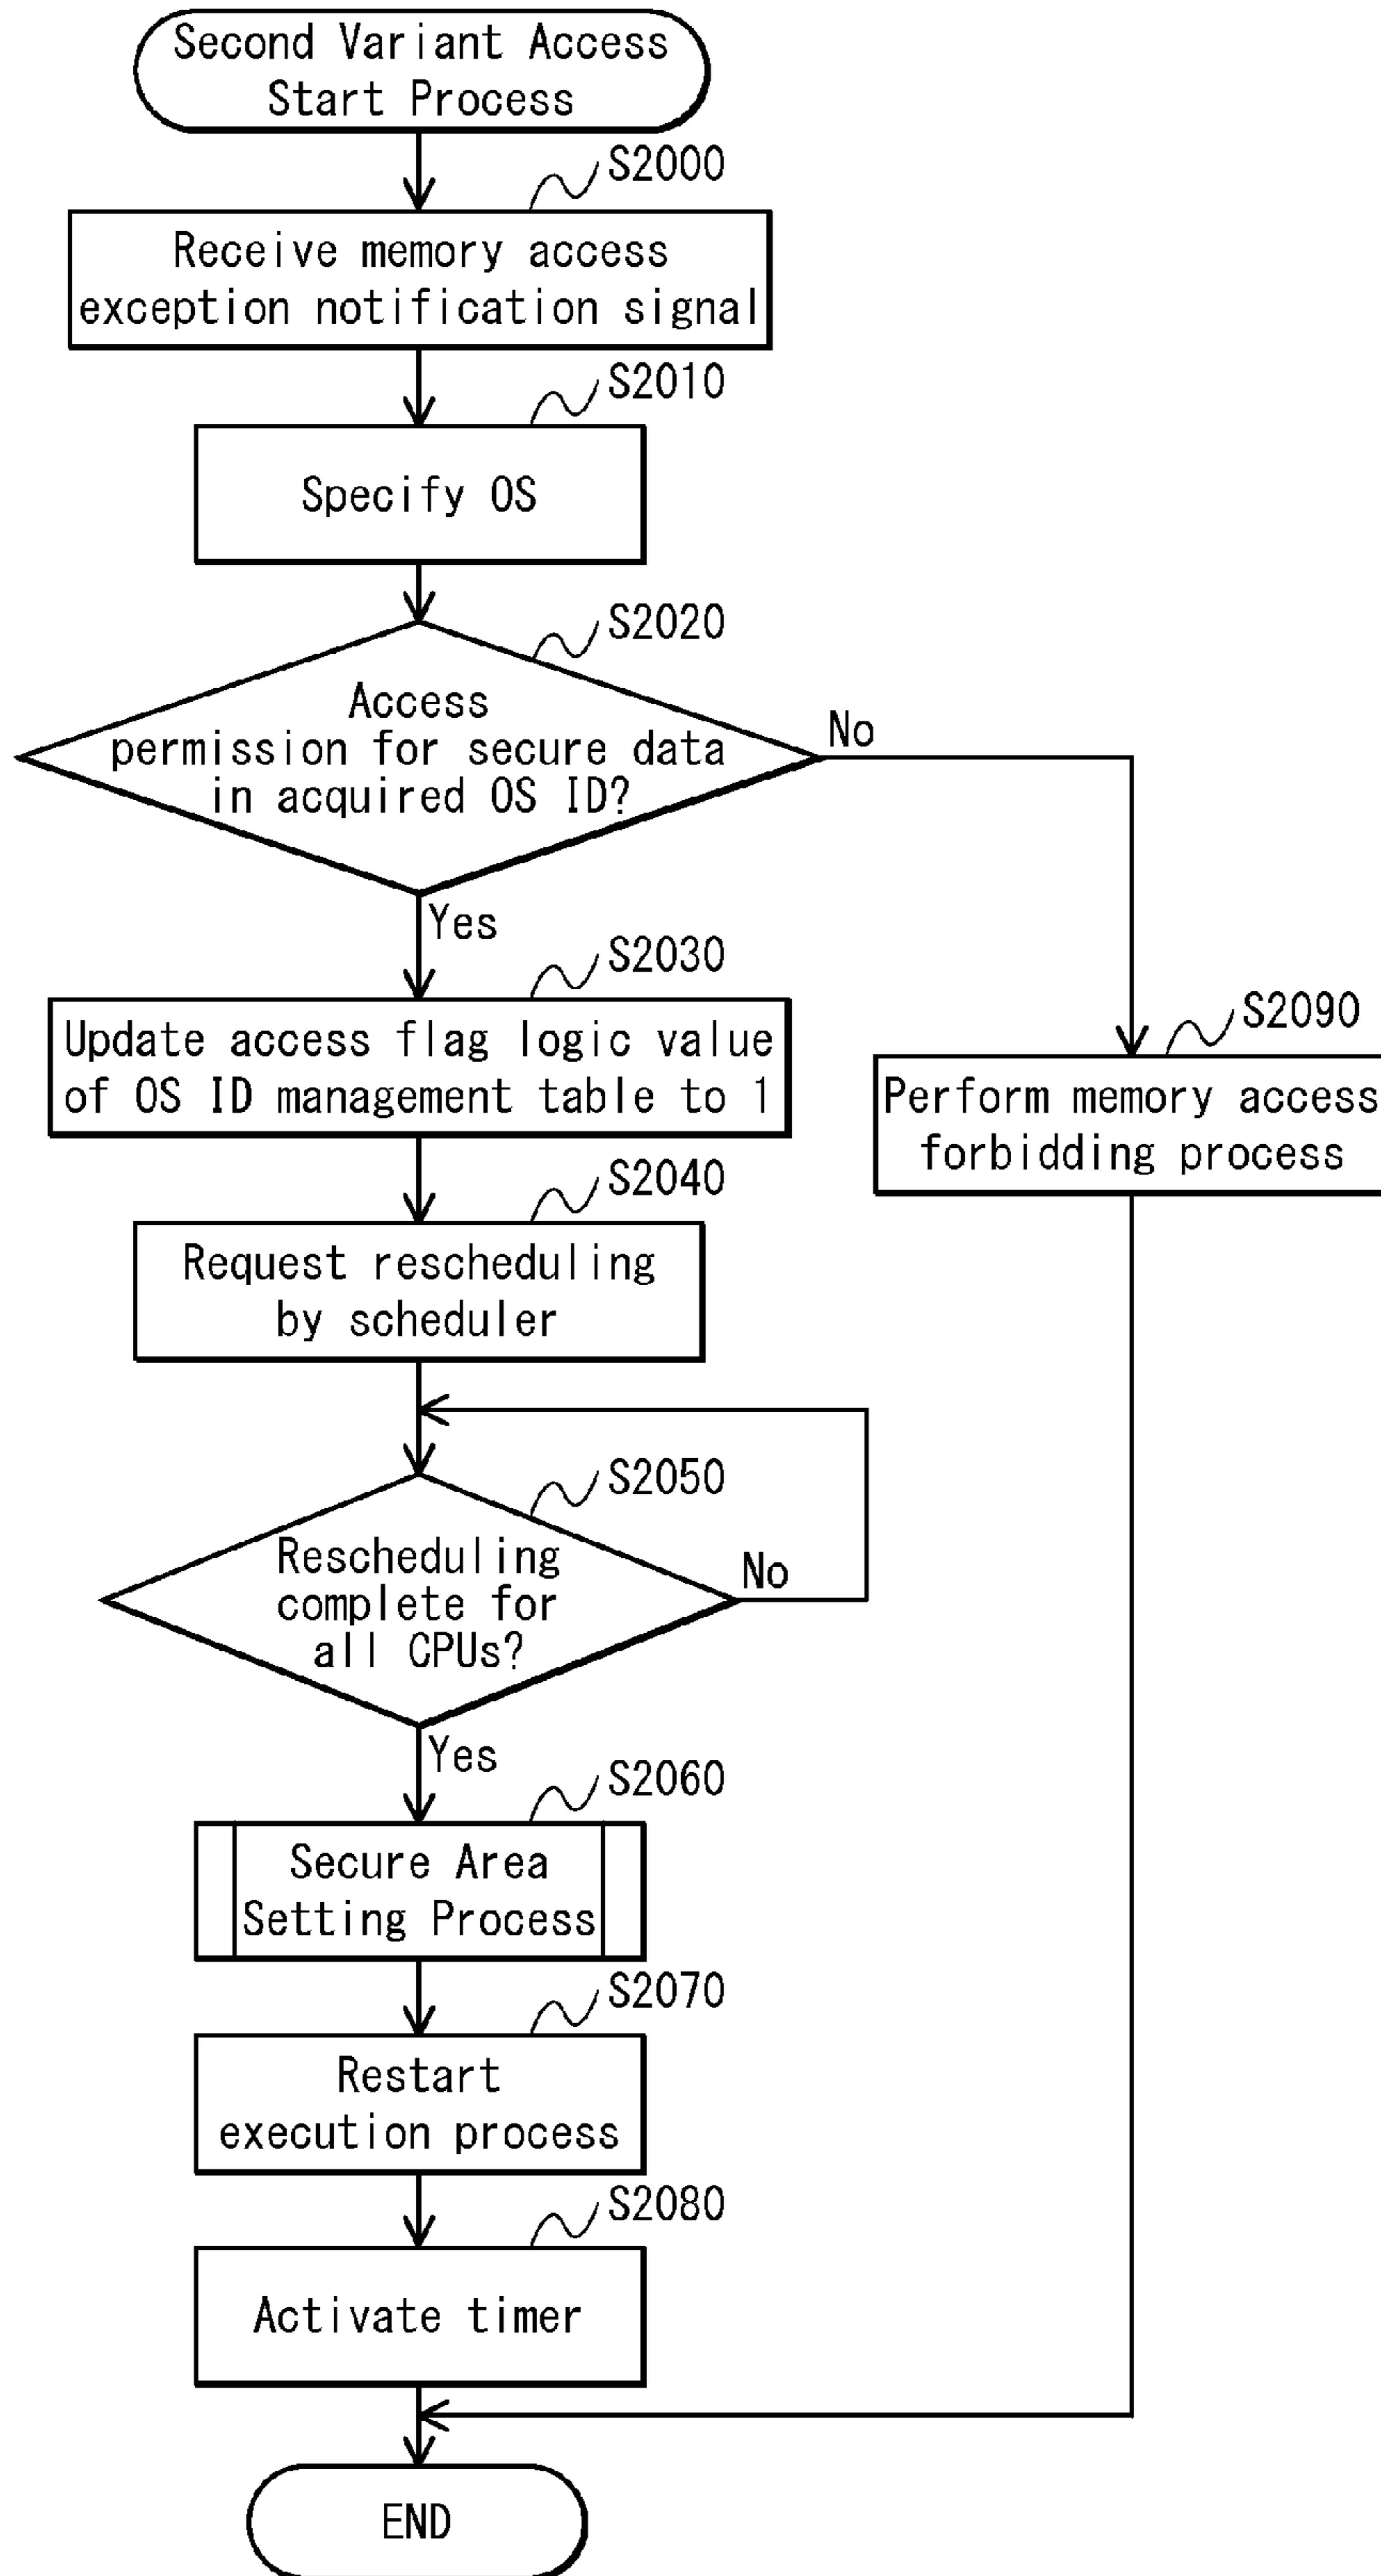 Second Variant Access
Start Process
S2000
Receive memory access
exception notification signal
S2010
Specify OS
S2020
Access
permission for secure data
in acquired OS ID?
No
Yes
S2030
Update access flag logic value
of OS ID management table to 1
S2090
Perform memory access
forbidding process
S2040
Request rescheduling
by scheduler
S2050
Rescheduling
complete for
all CPUs?
No
Yes
S2060
Secure Area
Setting Process
S2070
Restart
execution process
S2080
Activate timer
END